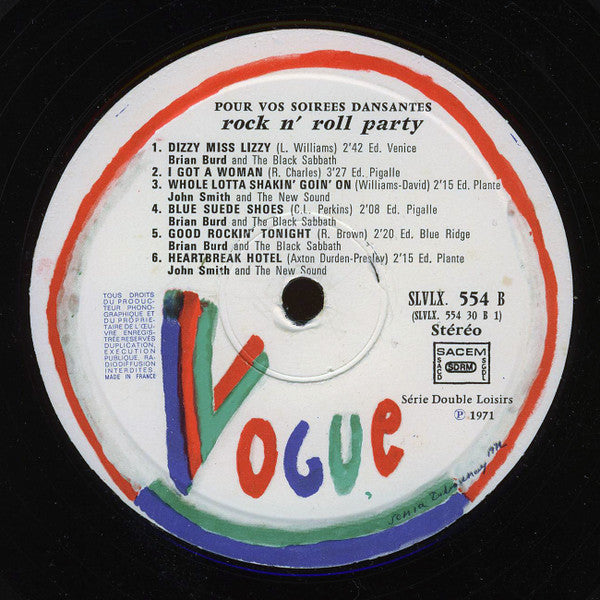 POUR VOS SOIREES DANSANTES
rock n' roll party
1. DIZZY MISS LIZZY (L. Williams) 2'42 Ed. Venice
Brian Burd and The Black Sabbath
2. I GOT A WOMAN (R. Charles) 3'27 Ed. Pigalle
3. WHOLE LOTTA SHAKIN' GOIN' ON (Williams-David) 2'15 Ed. Plante
John Smith and The New Sound
4. BLUE SUEDE SHOES (C.L. Perkins) 2'08 Ed. Pigalle
Brian Burd and The Black Sabbath
5. GOOD ROCKIN' TONIGHT (R. Brown) 2'20 Ed. Blue Ridge
Brian Burd and The Black Sabbath
6. HEARTBREAK HOTEL (Axton Durden-Presley) 2'15 Ed. Plante
John Smith and The New Sound
TOUS DROITS
DU PRODUC-
TEUR PHONO-
GRAPHIQUE ET
DU PROPRIE-
TAIRE DE L'ŒU-
VRE ENREGIS-
TRÉE RESERVÉS
DUPLICATION,
EXECUTION
PUBLIQUE, RA-
DIODIFFUSION
INTERDITES.
MADE IN FRANCE
SLVLX. 554 B
(SLVLX. 554 30 B 1)
Stéréo
SACEM
SACD SDRM SGDL
Série Double Loisirs
Ⓟ 1971
VOGUE
Sonia Delaunay